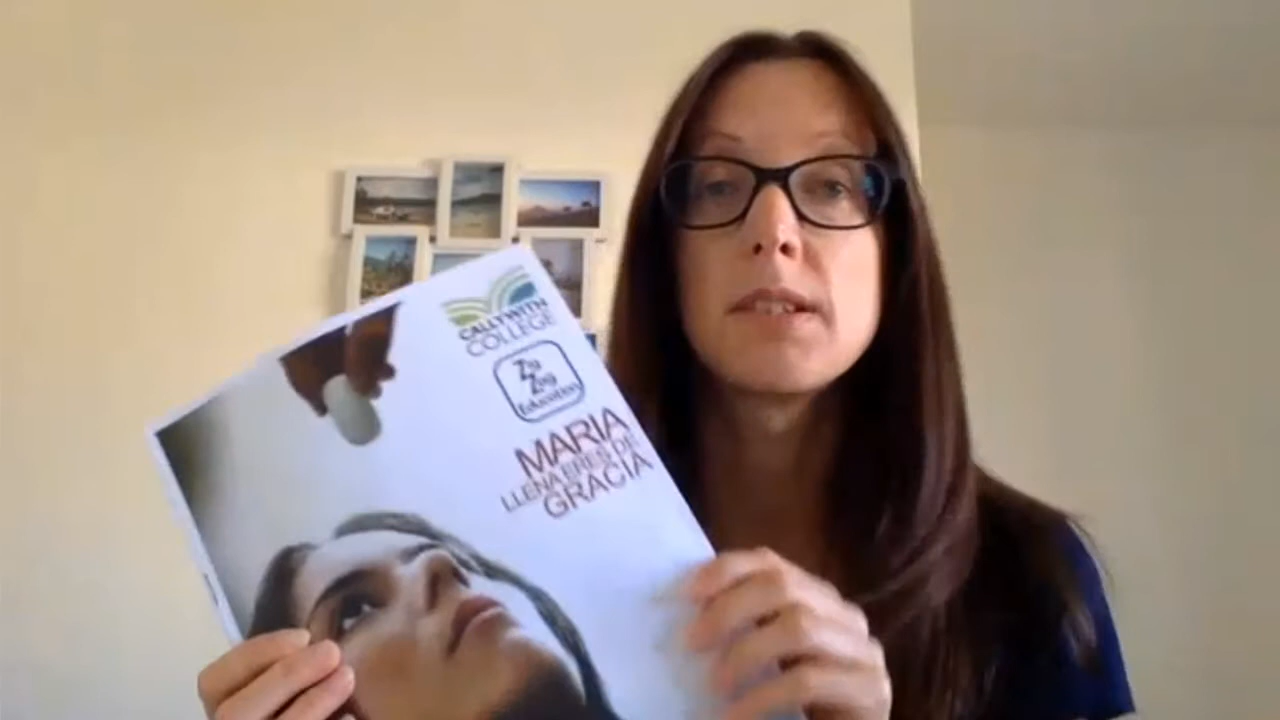 CALLYWITH
COLLEGE
Zig
Zag
Education
MARIA
LLENA ERES DE
GRACIA